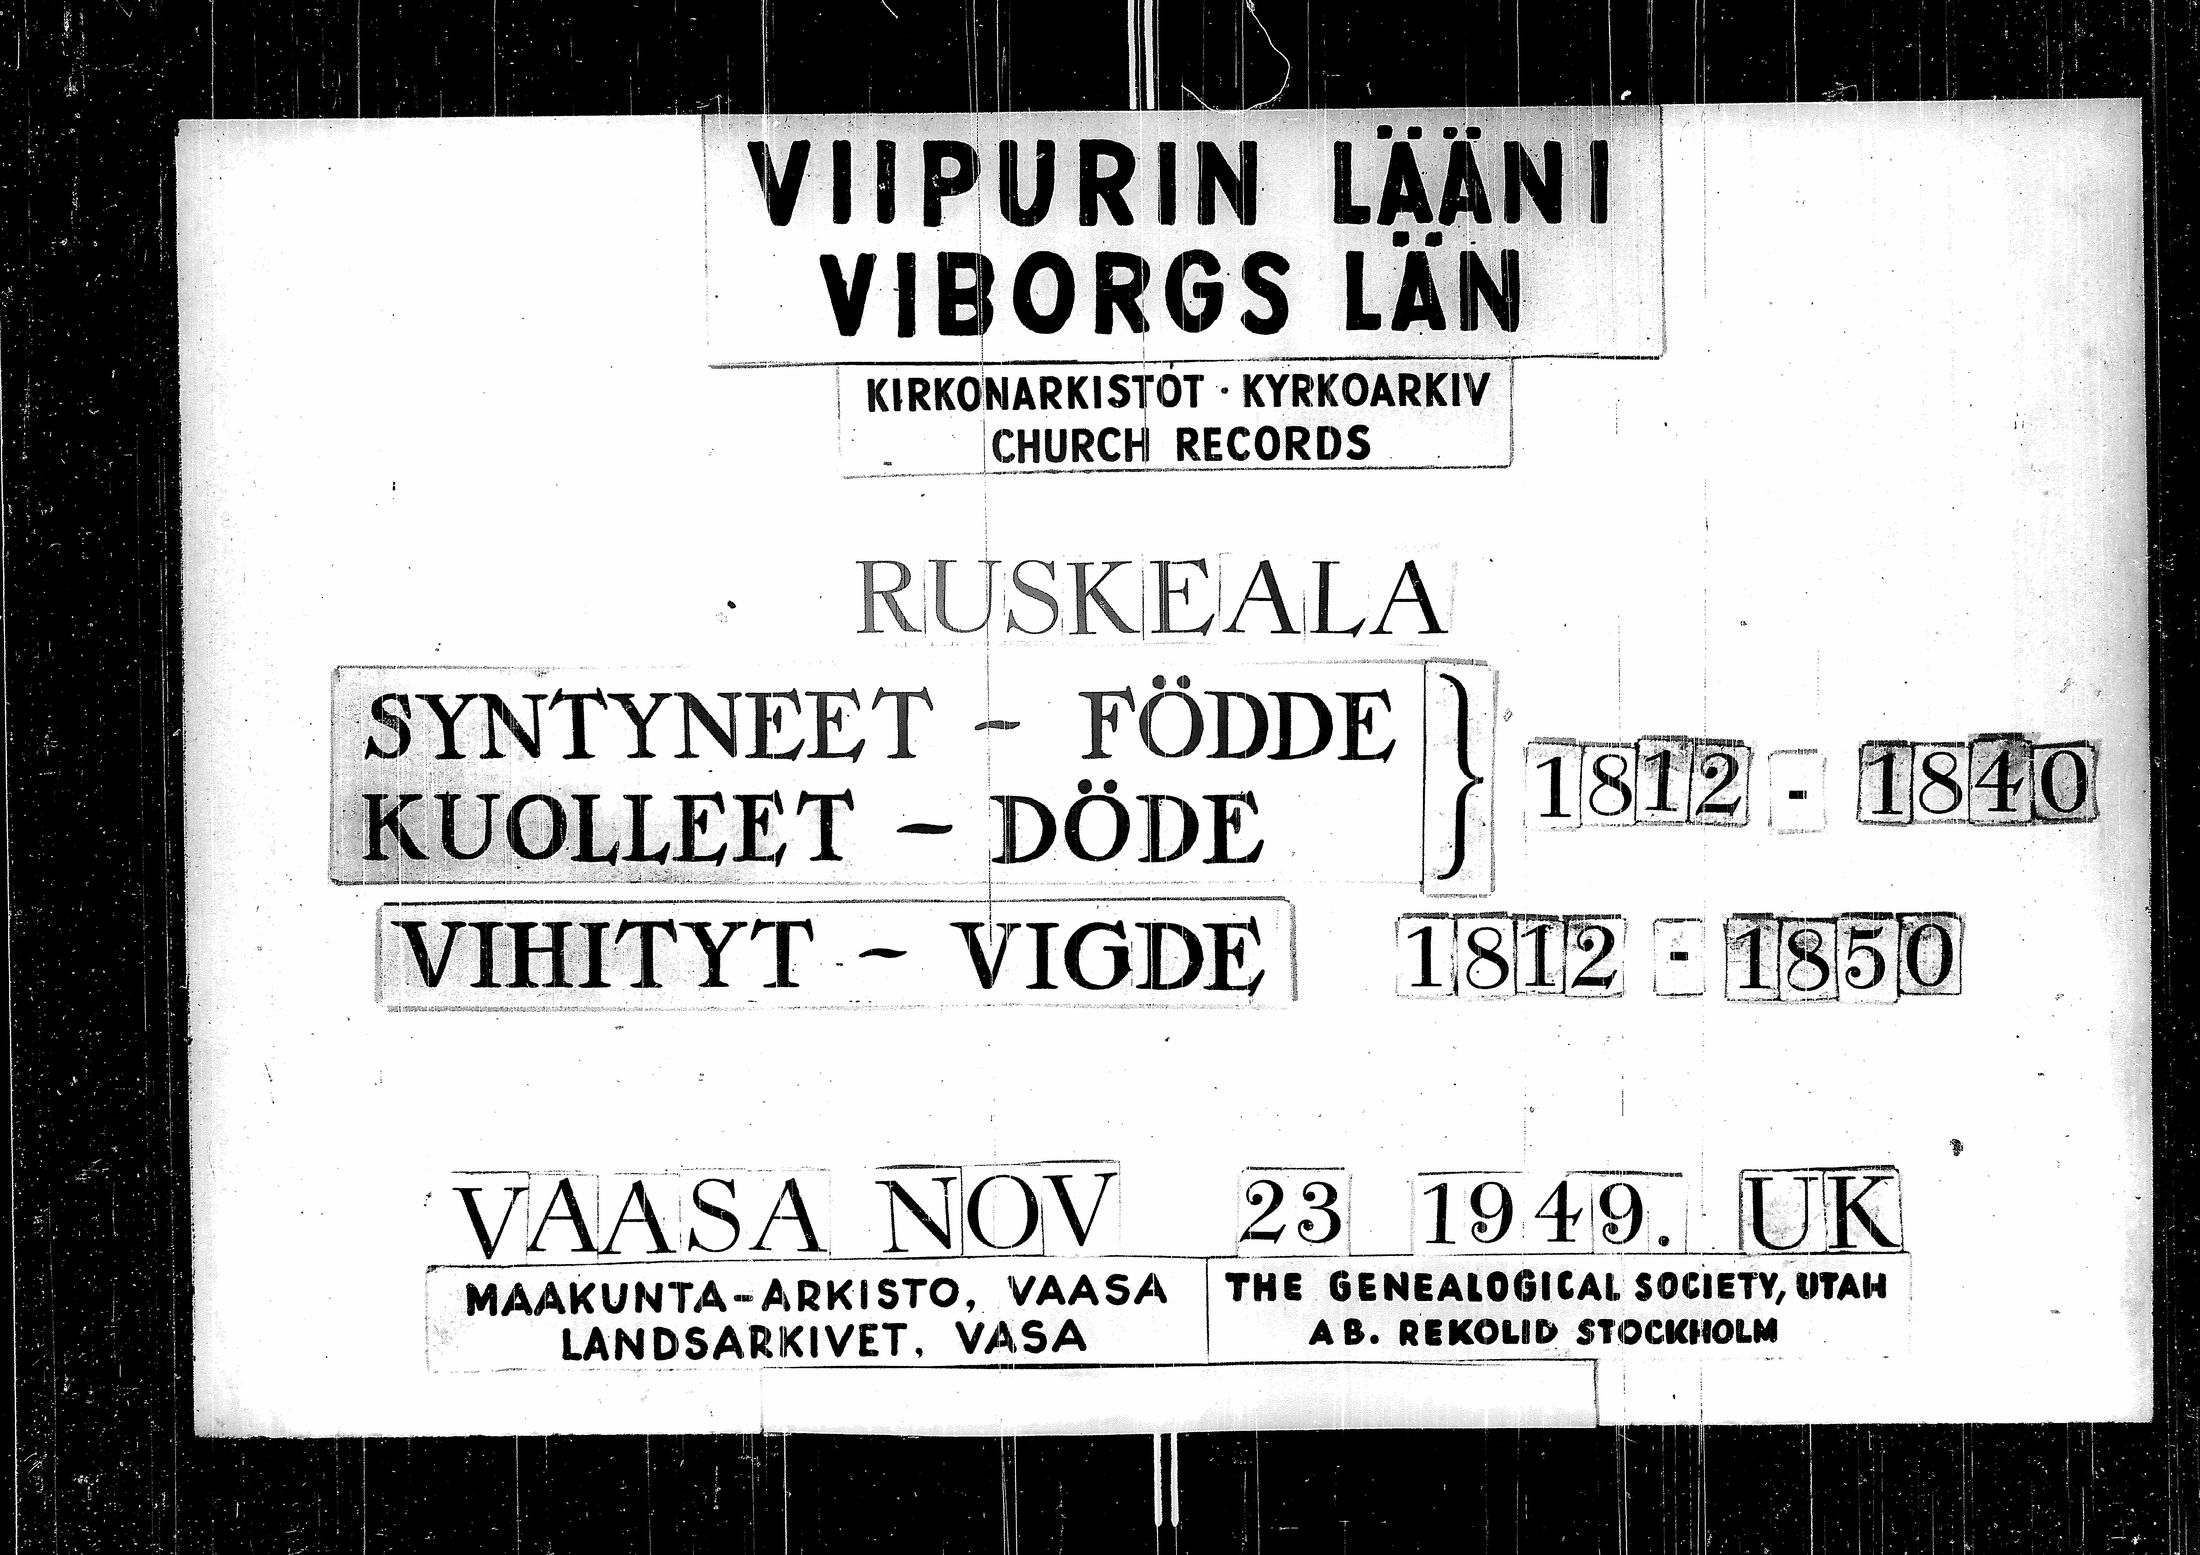 VIIPURIN LÄÄNI
VIBORGS LÄN
KIRKONARKISTOT · KYRKOARKIV
CHURCH RECORDS
RUSKEALA
SYNTYNEET - FÖDDE
KUOLLEET - DÖDE } 1812 - 1840
VIHITYT - VIGDE 1812 - 1850
VAASA NOV 23 1949. UK
MAAKUNTA-ARKISTO, VAASA
LANDSARKIVET, VASA
THE GENEALOGICAL SOCIETY, UTAH
AB. REKOLID STOCKHOLM